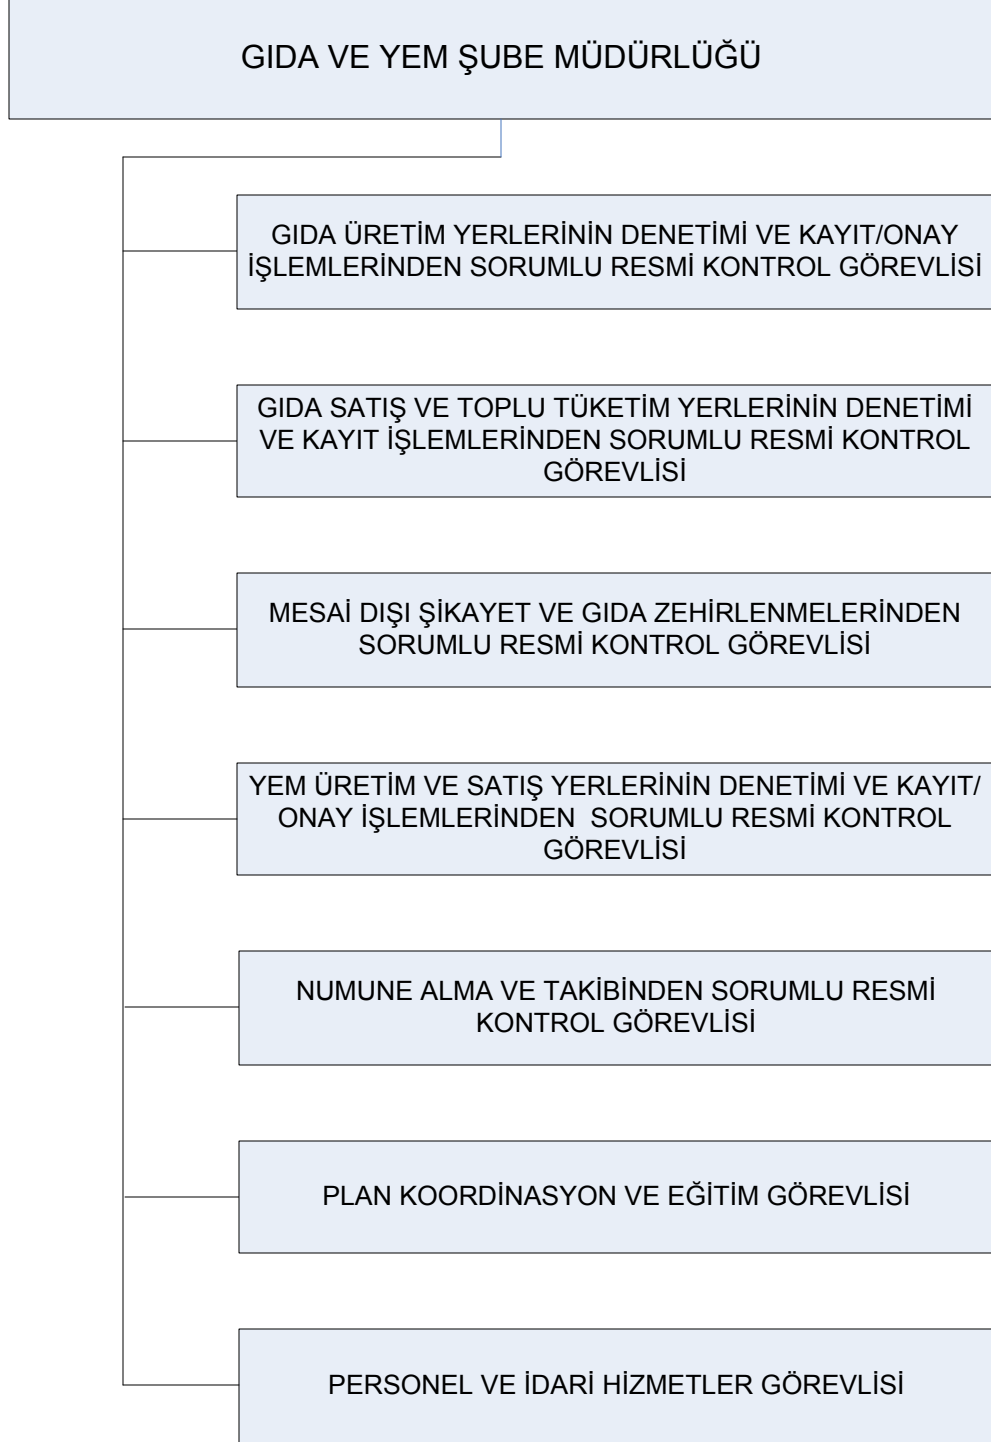 GIDA VE YEM ŞUBE MÜDÜRLÜĞÜ
GIDA ÜRETİM YERLERİNİN DENETİMİ VE KAYIT/ONAY
İŞLEMLERİNDEN SORUMLU RESMİ KONTROL GÖREVLİSİ
GIDA SATIŞ VE TOPLU TÜKETİM YERLERİNİN DENETİMİ
VE KAYIT İŞLEMLERİNDEN SORUMLU RESMİ KONTROL
GÖREVLİSİ
MESAİ DIŞI ŞİKAYET VE GIDA ZEHİRLENMELERİNDEN
SORUMLU RESMİ KONTROL GÖREVLİSİ
YEM ÜRETİM VE SATIŞ YERLERİNİN DENETİMİ VE KAYIT/
ONAY İŞLEMLERİNDEN  SORUMLU RESMİ KONTROL
GÖREVLİSİ
NUMUNE ALMA VE TAKİBİNDEN SORUMLU RESMİ
KONTROL GÖREVLİSİ
PLAN KOORDİNASYON VE EĞİTİM GÖREVLİSİ
PERSONEL VE İDARİ HİZMETLER GÖREVLİSİ